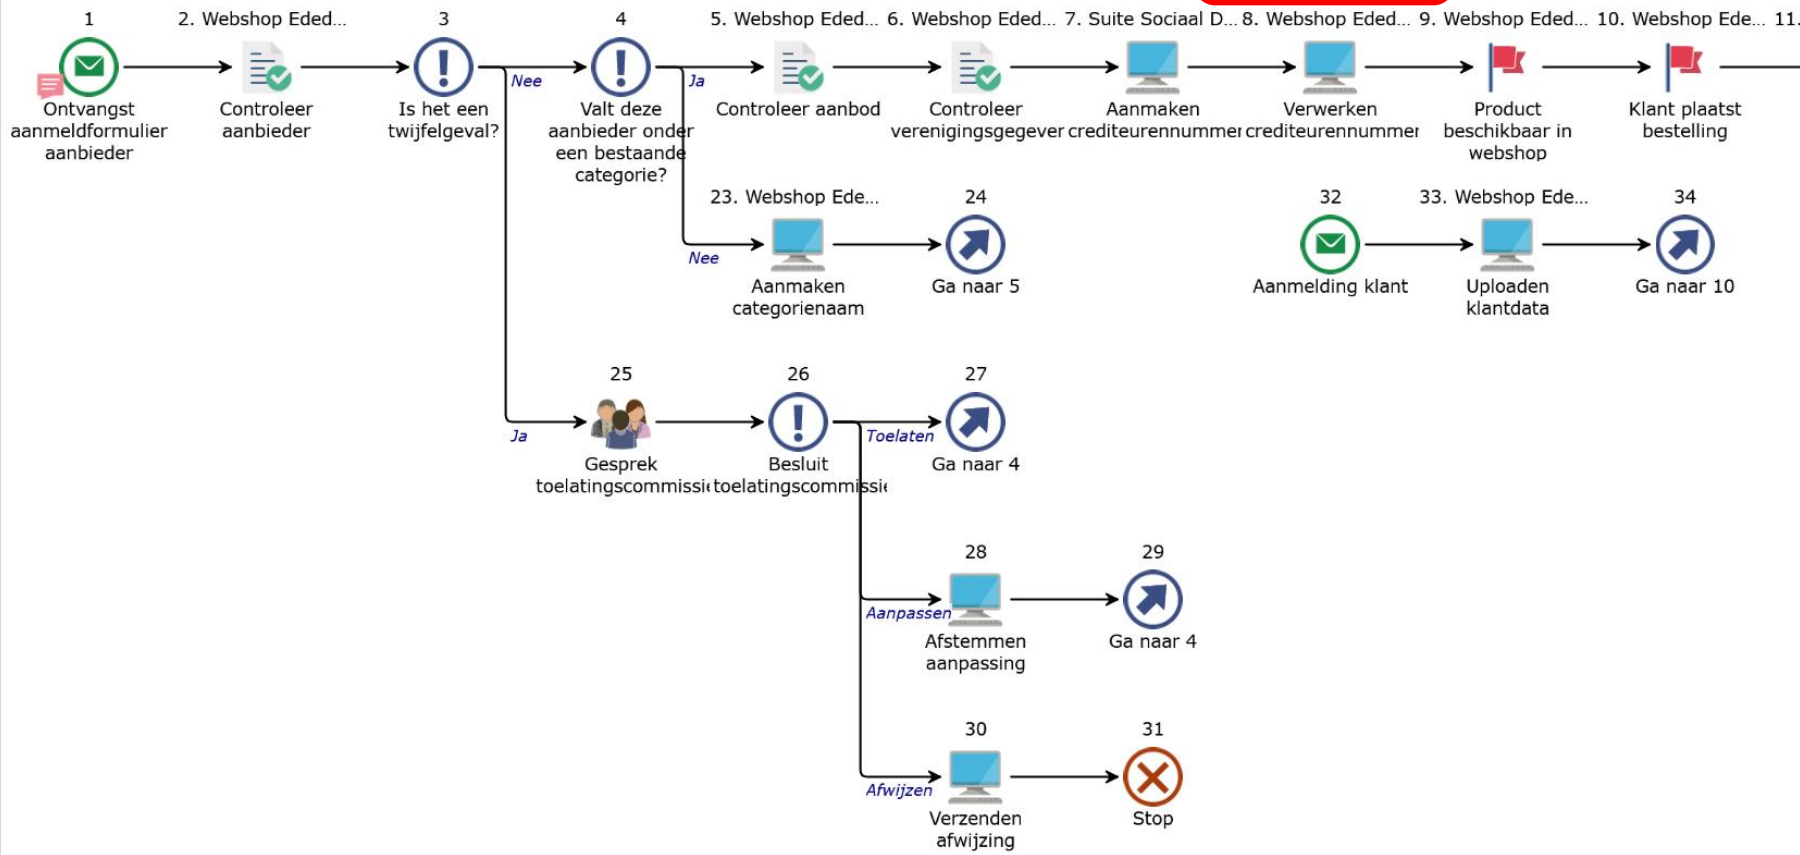 1
2. Webshop Eded...
3
4
5. Webshop Eded...
6. Webshop Eded...
7. Suite Sociaal D...
8. Webshop Eded...
9. Webshop Eded...
10. Webshop Ede...
11.
Nee
Ja
Ontvangst
aanmeldformulier
aanbieder
Controleer
aanbieder
Is het een
twijfelgeval?
Valt deze
aanbieder onder
een bestaande
categorie?
Controleer aanbod
Controleer
verenigingsgegever
Aanmaken
crediteurennummer
Verwerken
crediteurennummer
Product
beschikbaar in
webshop
Klant plaatst
bestelling
23. Webshop Ede...
24
32
33. Webshop Ede...
34
Nee
Aanmaken
categorienaam
Ga naar 5
Aanmelding klant
Uploaden
klantdata
Ga naar 10
25
26
27
Ja
Toelaten
Gesprek
toelatingscommissie
Besluit
toelatingscommissie
Ga naar 4
28
29
Aanpassen
Afstemmen
aanpassing
Ga naar 4
30
31
Afwijzen
Verzenden
afwijzing
Stop